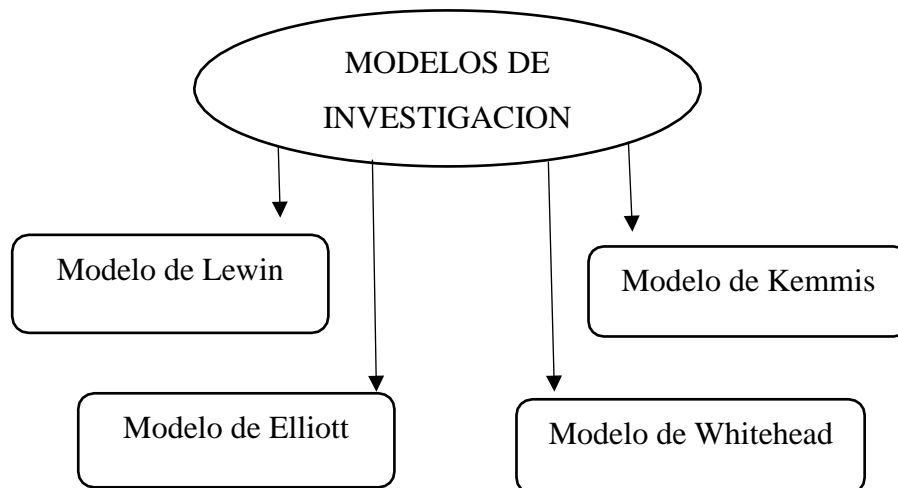 MODELOS DE
INVESTIGACION
Modelo de Lewin
Modelo de Kemmis
Modelo de Elliott
Modelo de Whitehead